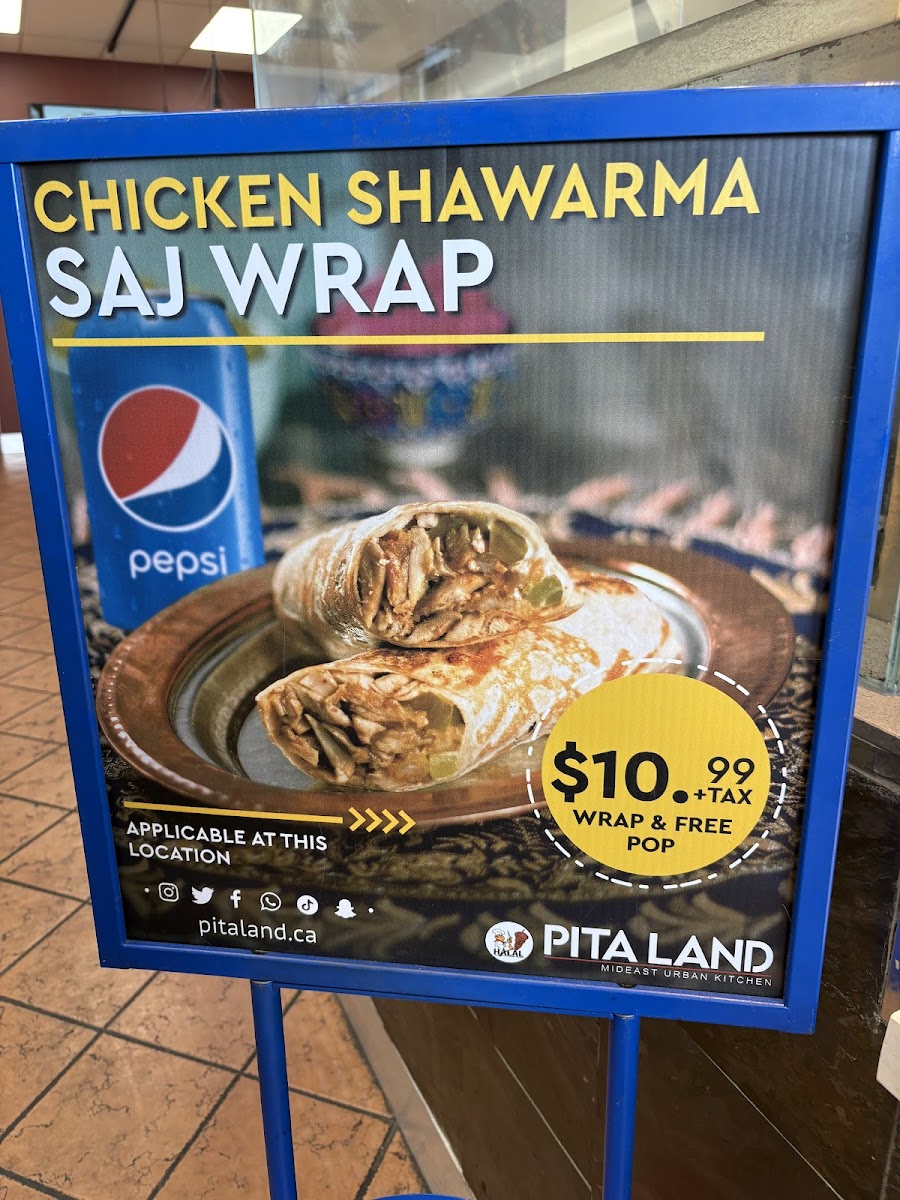 CHICKEN SHAWARMA
SAJ WRAP
pepsi
$10.99
+TAX
WRAP & FREE
POP
APPLICABLE AT THIS
LOCATION
pitaland.ca
HALAL
PITA LAND
MIDEAST URBAN KITCHEN